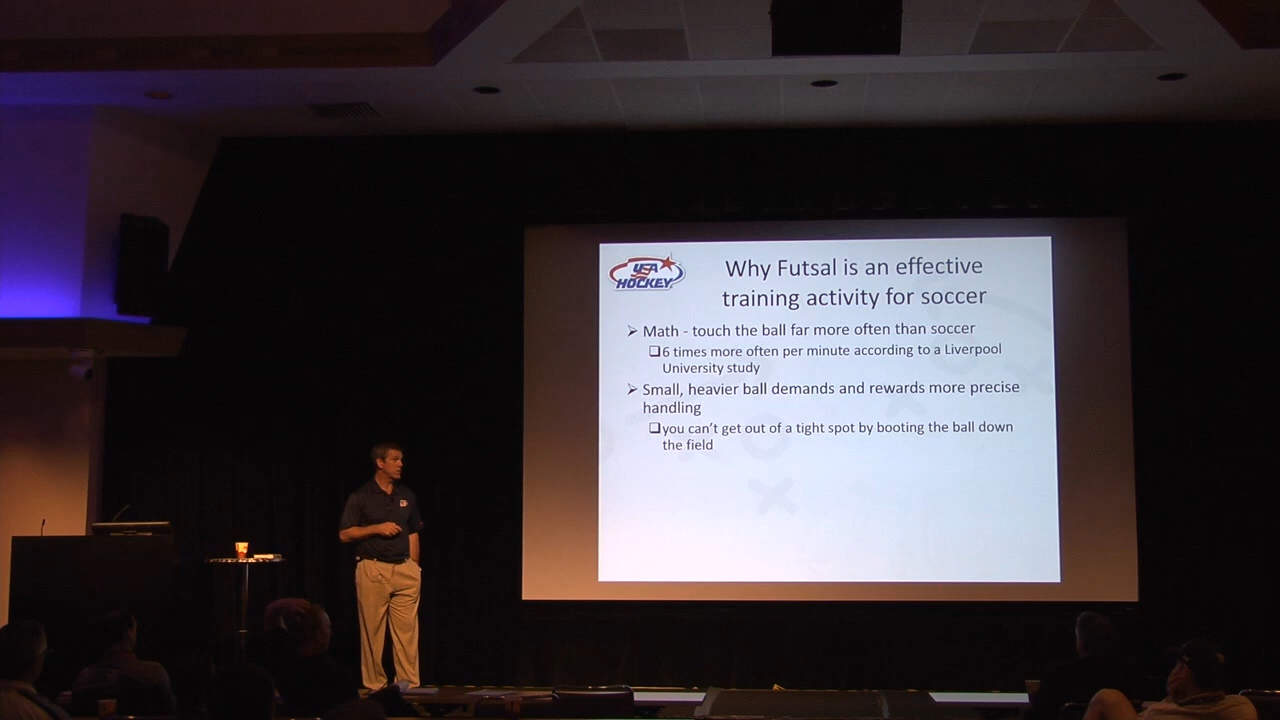 USA
HOCKEY
Why Futsal is an effective
training activity for soccer
Math - touch the ball far more often than soccer
6 times more often per minute according to a Liverpool
University study
Small, heavier ball demands and rewards more precise
handling
you can't get out of a tight spot by booting the ball down
the field